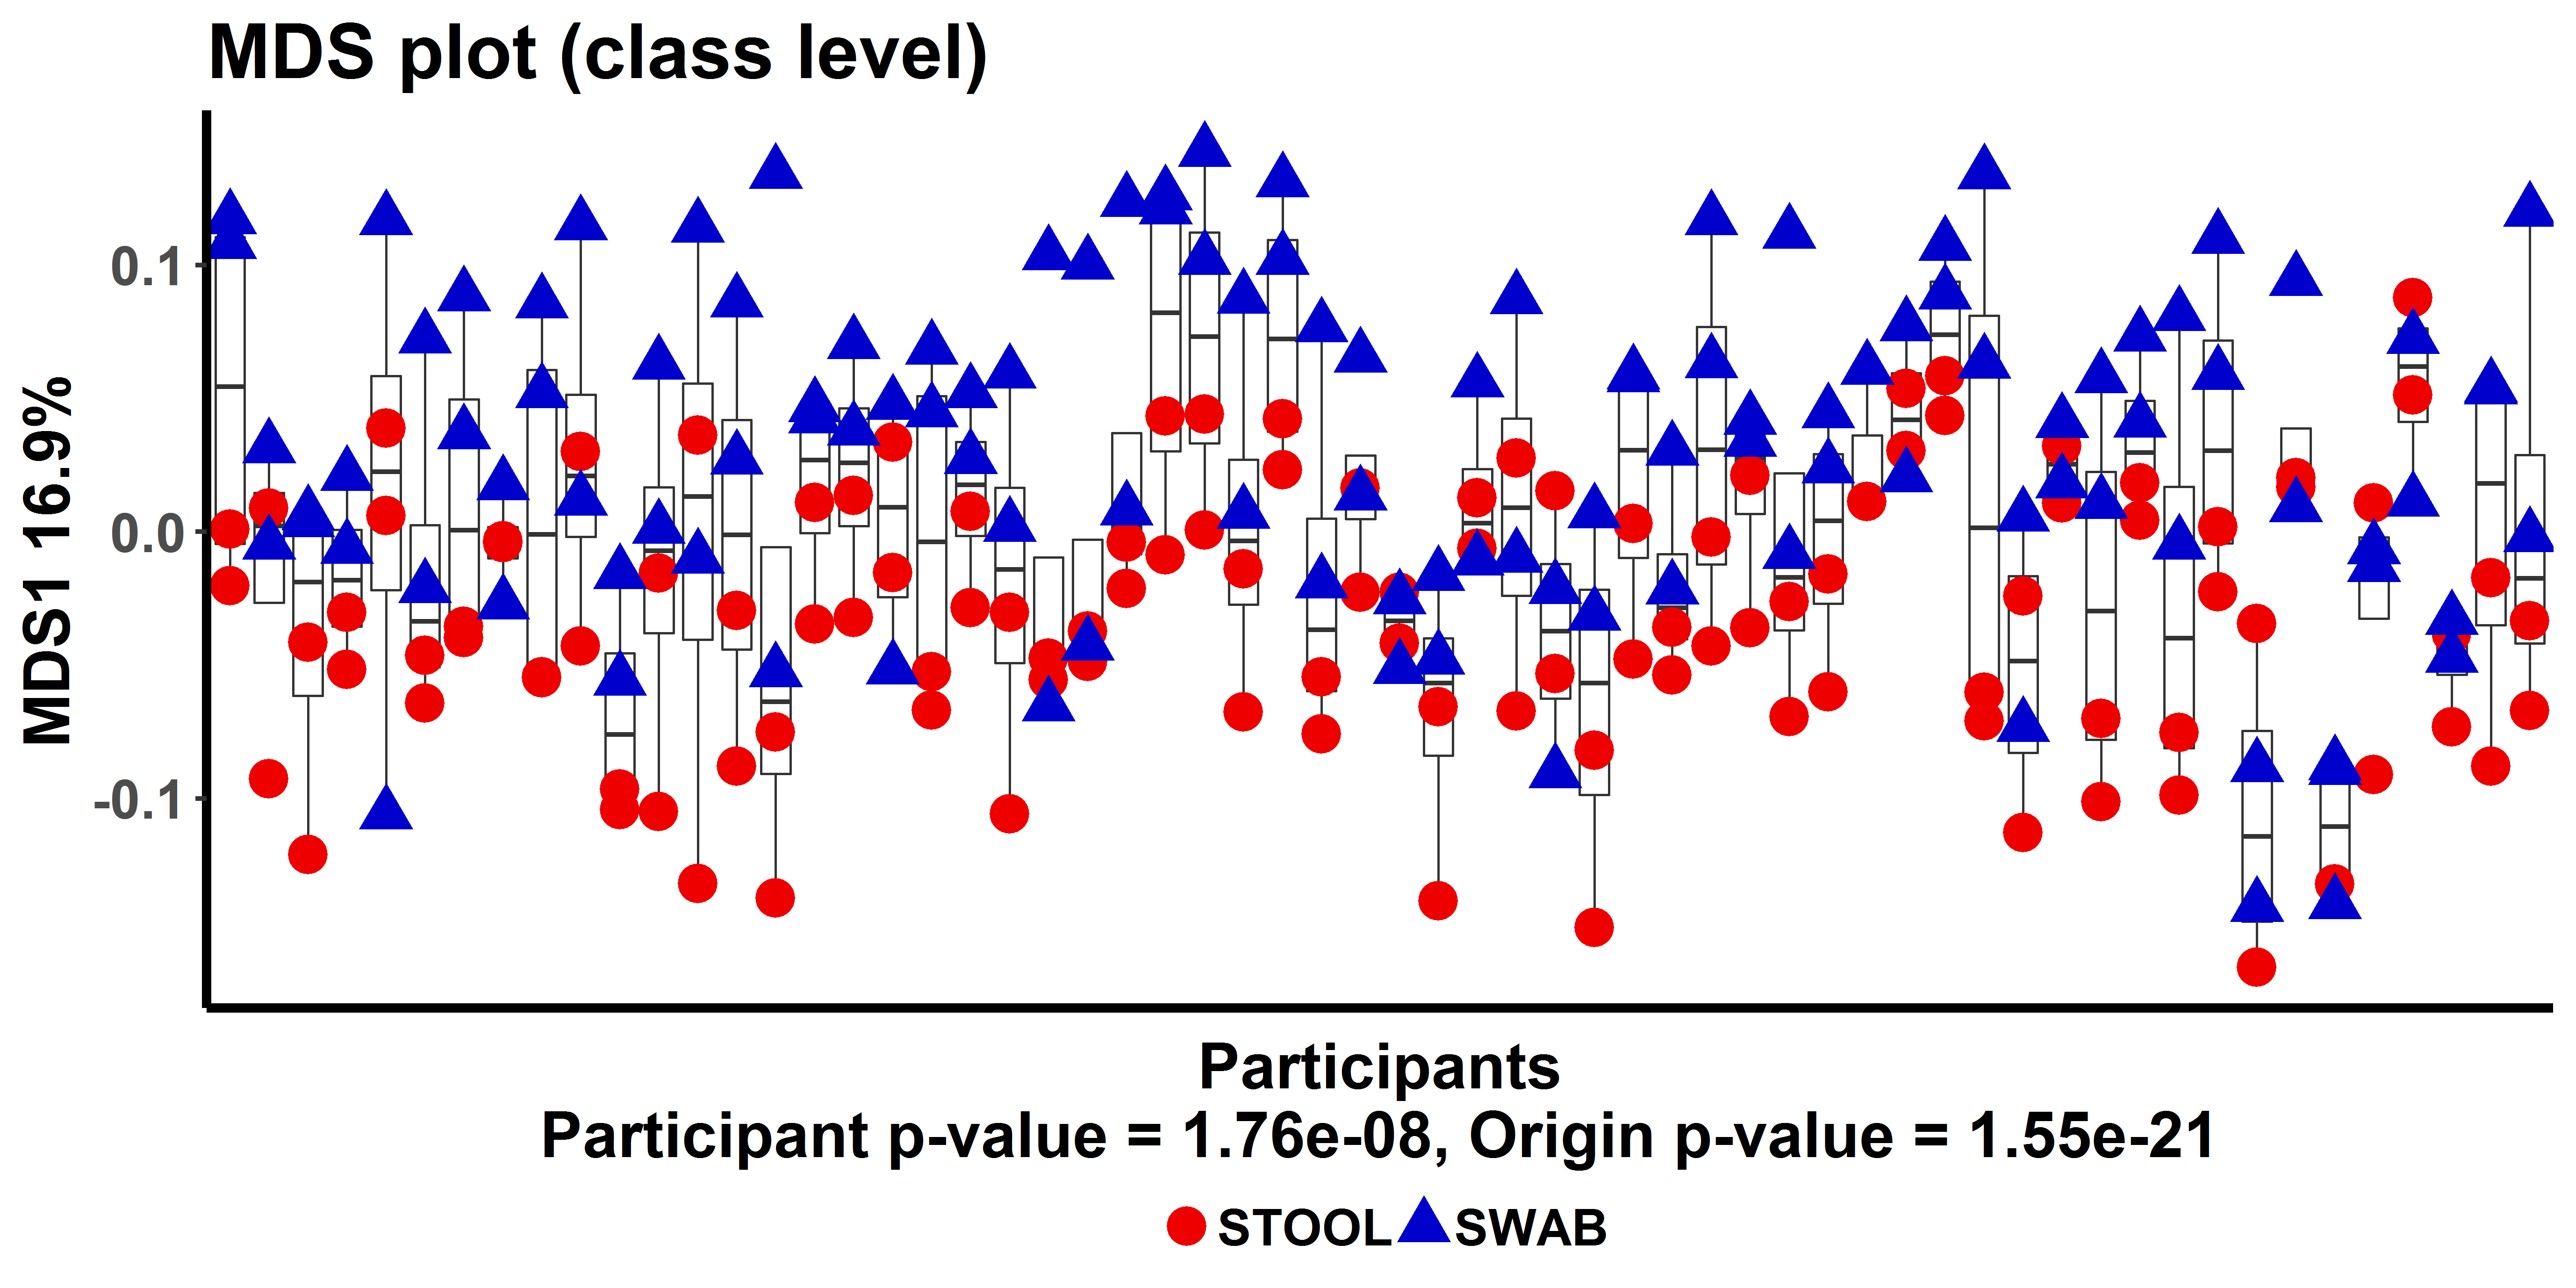 MDS plot (class level)
MDS1 16.9%
0.1
0.0
-0.1
Participants
Participant p-value = 1.76e-08, Origin p-value = 1.55e-21
STOOL SWAB